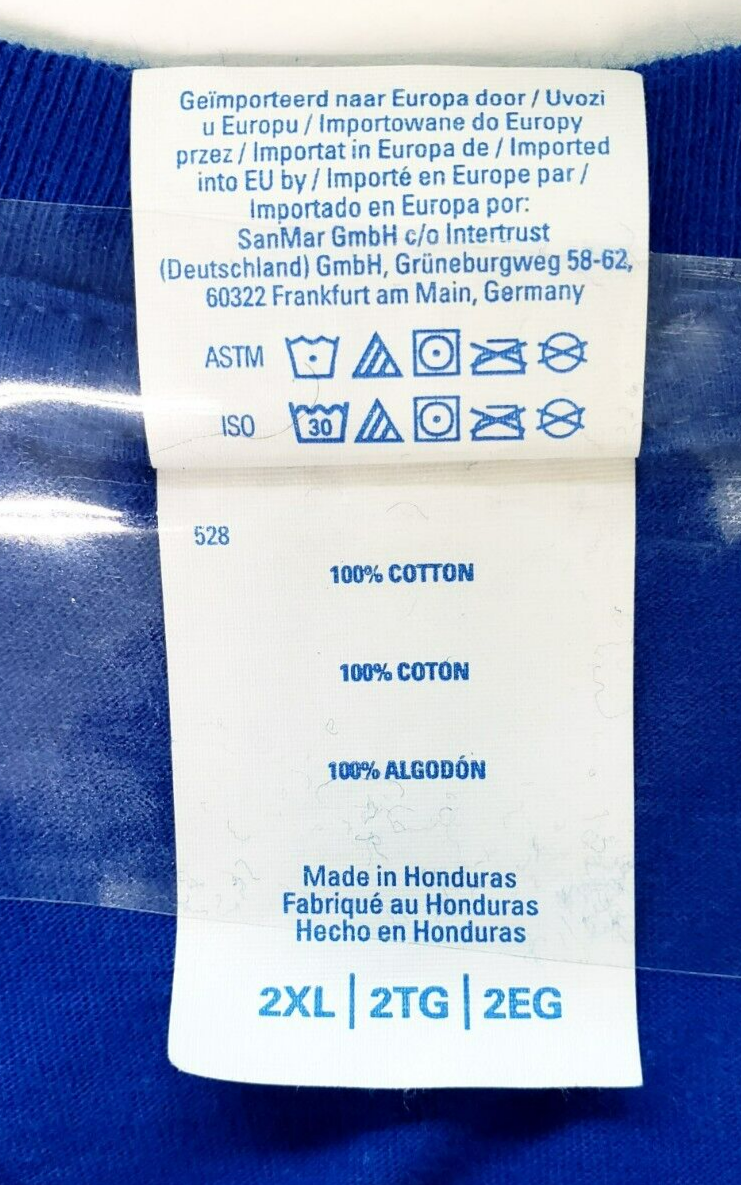 Geïmporteerd naar Europa door / Uvozi
u Europu / Importowane do Europy
przez / Importat in Europa de / Imported
into EU by / Importé en Europe par /
Importado en Europa por:
SanMar GmbH c/o Intertrust
(Deutschland) GmbH, Grüneburgweg 58-62,
60322 Frankfurt am Main, Germany
ASTM
ISO 30
528
100% COTTON
100% COTON
100% ALGODÓN
Made in Honduras
Fabriqué au Honduras
Hecho en Honduras
2XL | 2TG | 2EG